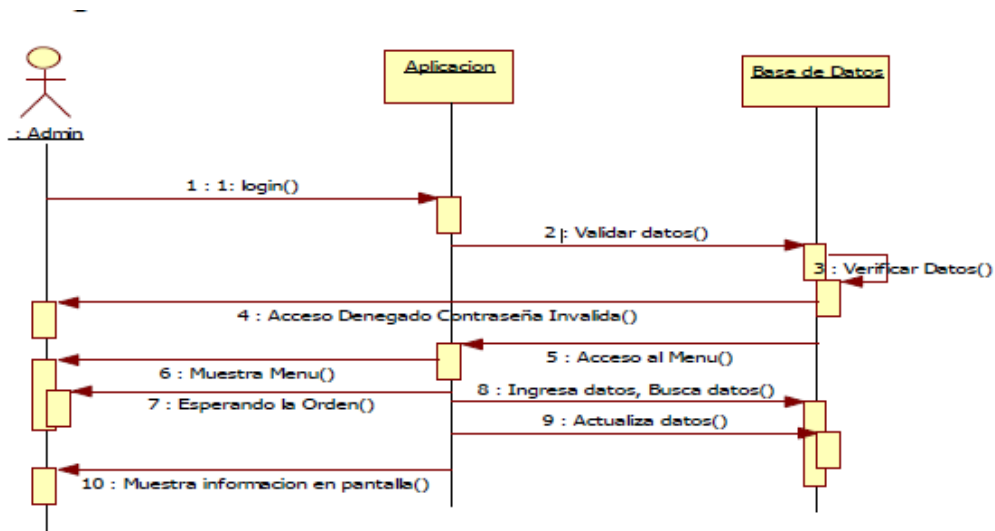 Aplicacion
Base de Datos
: Admin
1 : 1: login()
2 : Validar datos()
3 : Verificar Datos()
4 : Acceso Denegado Contraseña Invalida()
5 : Acceso al Menu()
6 : Muestra Menu()
7 : Esperando la Orden()
8 : Ingresa datos, Busca datos()
9 : Actualiza datos()
10 : Muestra informacion en pantalla()